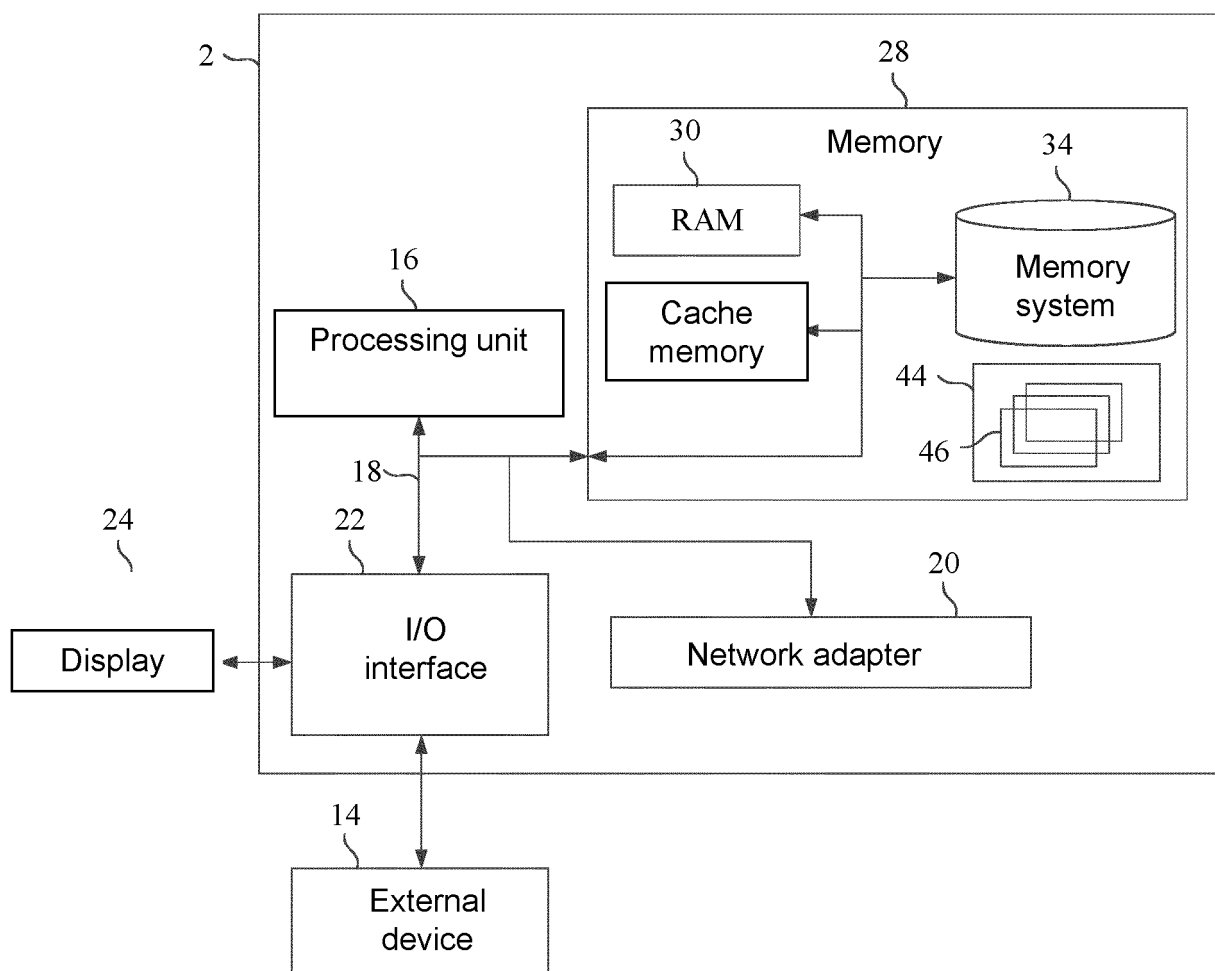 2
28
30
Memory
34
RAM
16
Memory
system
Processing unit
Cache
memory
44
46
18
24
22
20
I/O
interface
Display
Network adapter
14
External
device